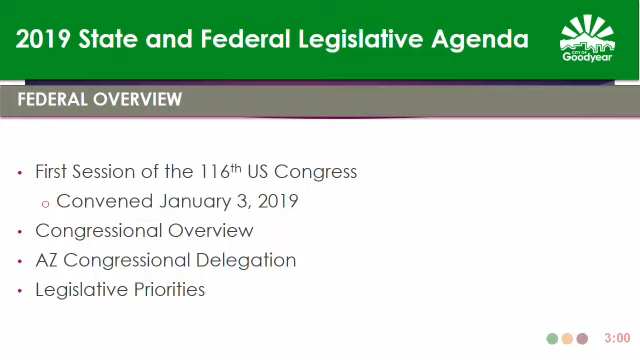 2019 State and Federal Legislative Agenda
CITY OF
Goodyear
FEDERAL OVERVIEW
• First Session of the 116th US Congress
o Convened January 3, 2019
• Congressional Overview
• AZ Congressional Delegation
• Legislative Priorities
3:00